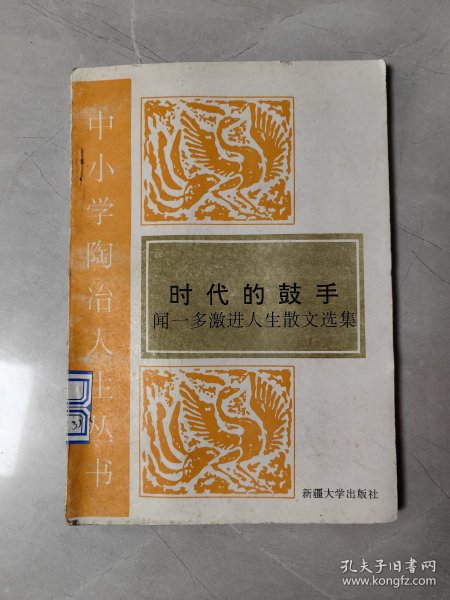 中小学陶冶人生丛书
时代的鼓手
闻一多激进人生散文选集
新疆大学出版社
孔夫子旧书网
www.kongfz.com